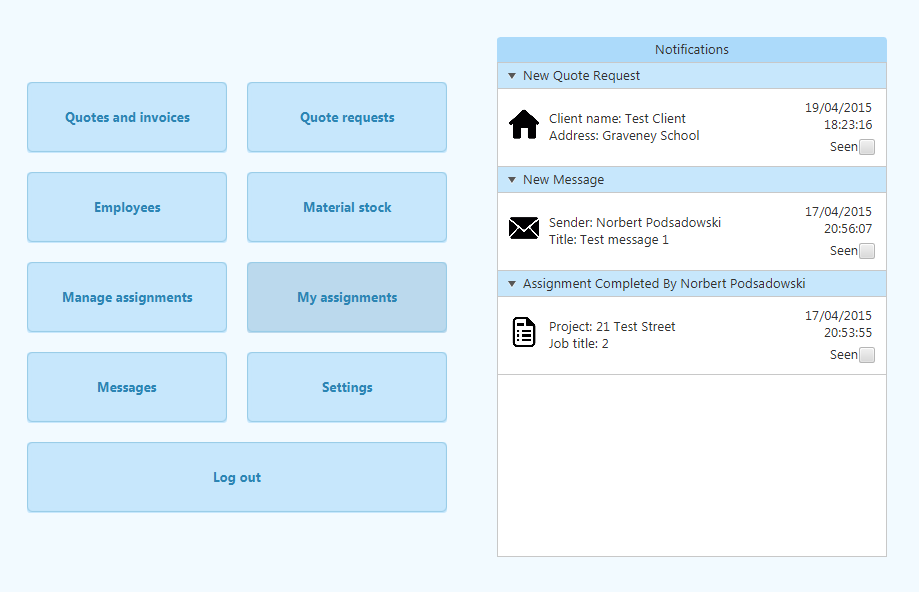 Quotes and invoices
Quote requests
Employees
Material stock
Manage assignments
My assignments
Messages
Settings
Log out
Notifications
New Quote Request
Client name: Test Client
Address: Graveney School
19/04/2015
18:23:16
Seen
New Message
Sender: Norbert Podsadowski
Title: Test message 1
17/04/2015
20:56:07
Seen
Assignment Completed By Norbert Podsadowski
Project: 21 Test Street
Job title: 2
17/04/2015
20:53:55
Seen